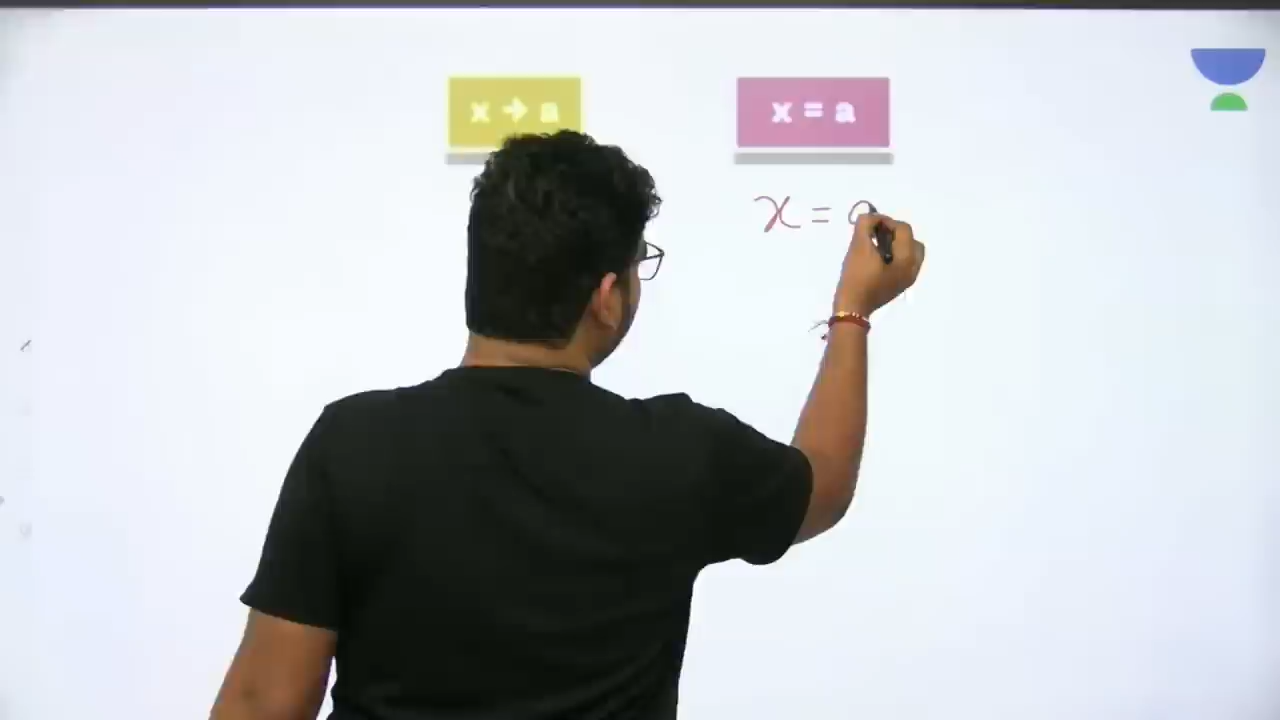 x → a
x = a
x = a